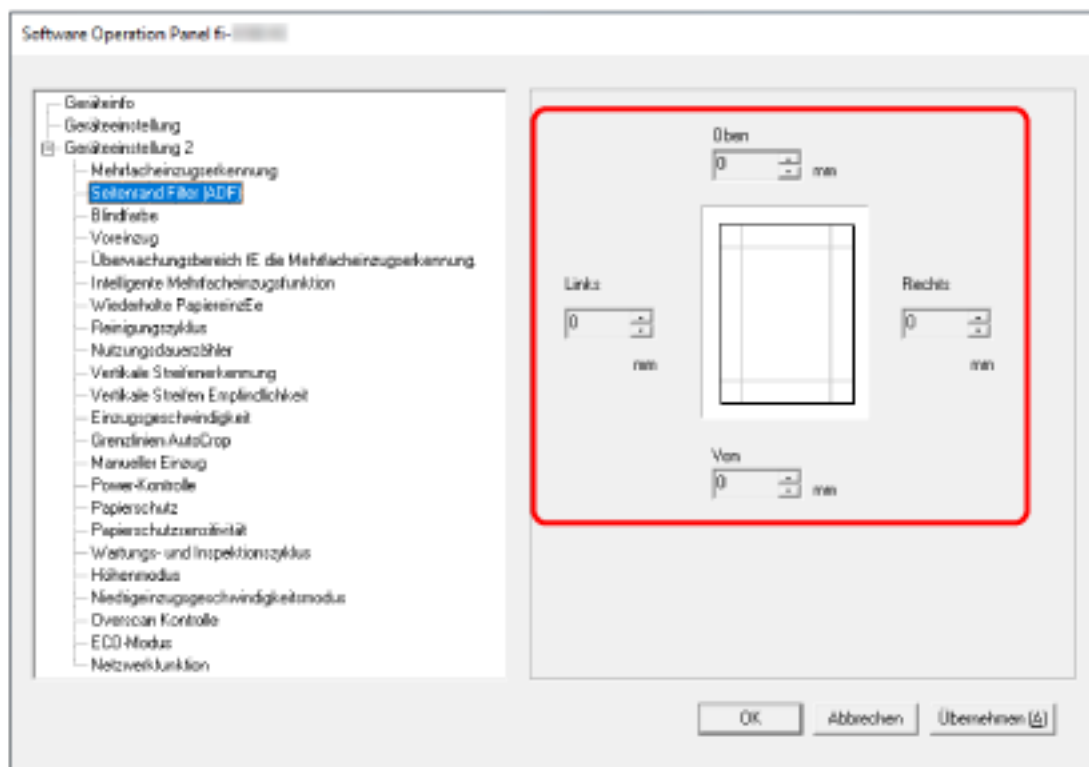 Software Operation Panel fi-
Geräteinfo
Geräteeinstellung
Geräteeinstellung 2
Mehrfacheinzugserkennung
Seitenrand Filter (ADF)
Blindfarbe
Voreinzug
Überwachungsbereich fE die Mehrfacheinzugserkennung
Intelligente Mehrfacheinzugsfunktion
Wiederholte PapiereinzEe
Reinigungszyklus
Nutzungsdauerzähler
Vertikale Streifenerkennung
Vertikale Streifen Empfindlichkeit
Einzugsgeschwindigkeit
Grenzlinien AutoCrop
Manueller Einzug
Power-Kontrolle
Papierschutz
Papierschutzsensitivität
Wartungs- und Inspektionszyklus
Höhenmodus
Niedrigeinzugsgeschwindigkeitsmodus
Overscan Kontrolle
ECO-Modus
Netzwerkfunktion
Oben
0 mm
Links
0
mm
Rechts
0
mm
Von
0 mm
OK Abbrechen Übernehmen (A)